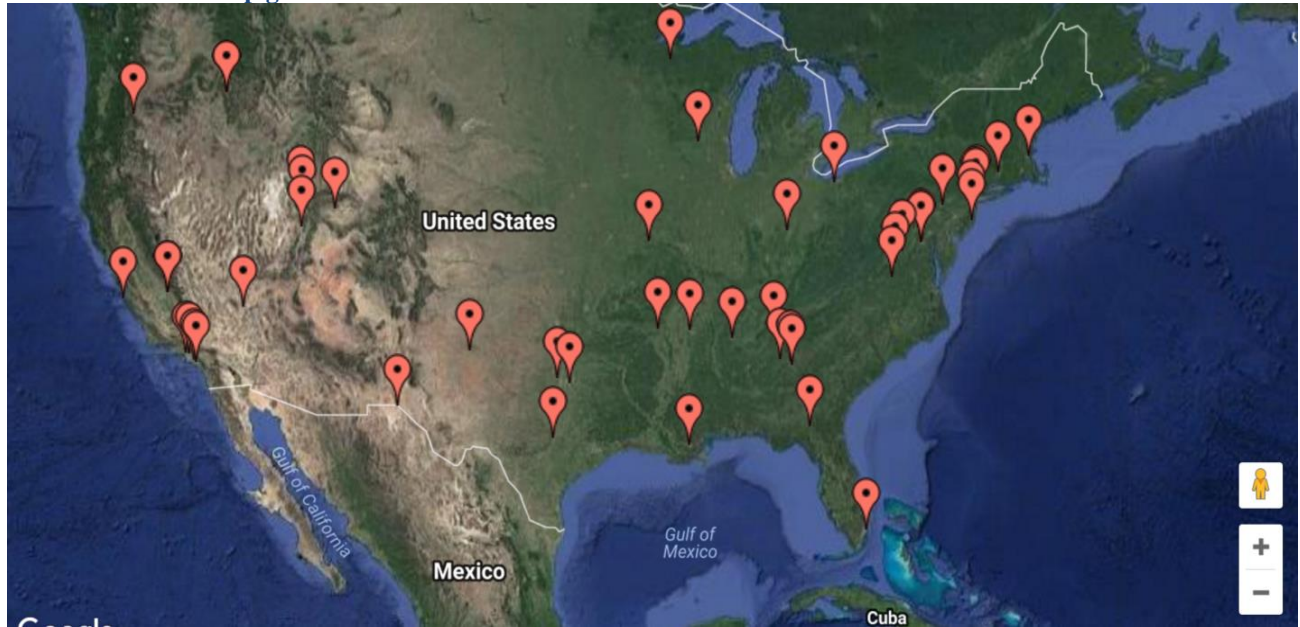 United States
Gulf of California
Gulf of
Mexico
Mexico
Cuba
Google